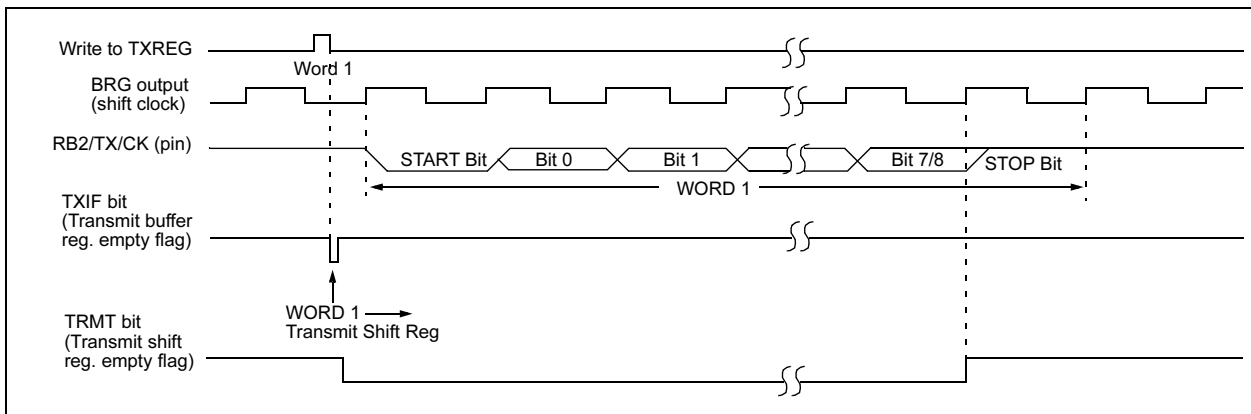 Write to TXREG
Word 1
BRG output
(shift clock)
RB2/TX/CK (pin)
START Bit
Bit 0
Bit 1
Bit 7/8
STOP Bit
WORD 1
TXIF bit
(Transmit buffer
reg. empty flag)
WORD 1
Transmit Shift Reg
TRMT bit
(Transmit shift
reg. empty flag)